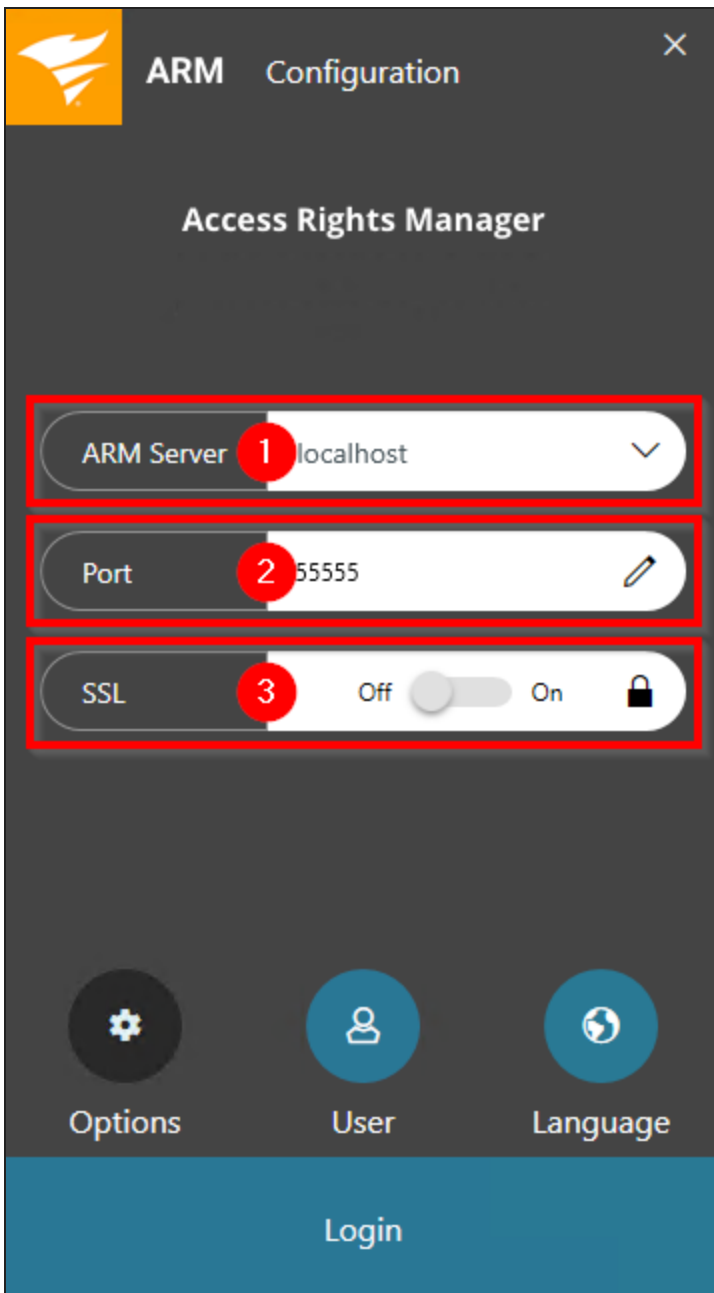 ARM Configuration
Access Rights Manager
ARM Server 1 localhost
Port 2 55555
SSL 3 Off On
Options User Language
Login